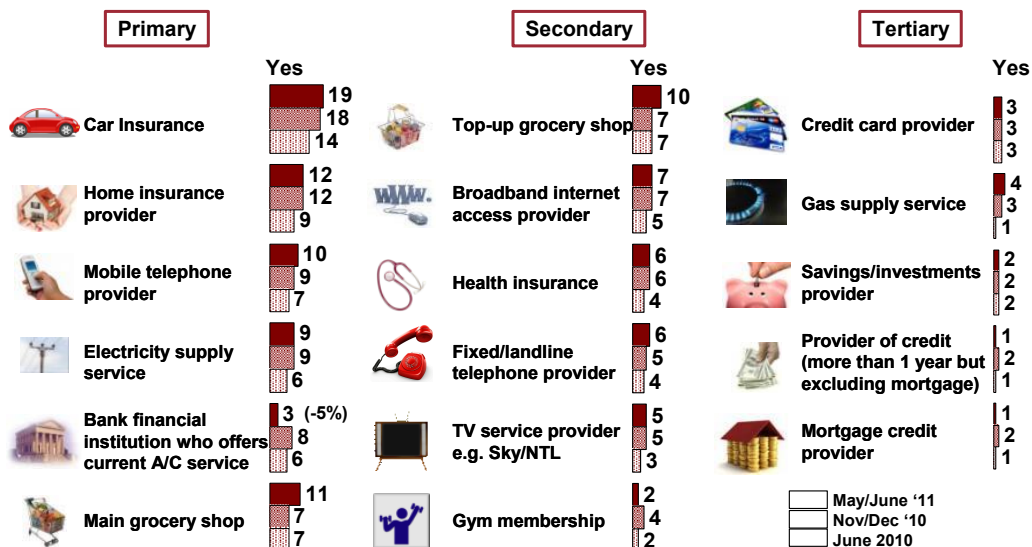 Primary
Yes
Car Insurance
19
18
14
Home insurance
provider
12
12
9
Mobile telephone
provider
10
9
7
Electricity supply
service
9
9
6
Bank financial
institution who offers
current A/C service
3 (-5%)
8
6
Main grocery shop
11
7
7
Secondary
Yes
Top-up grocery shop
10
7
7
www.
Broadband internet
access provider
7
7
5
Health insurance
6
6
4
Fixed/landline
telephone provider
6
5
4
TV service provider
e.g. Sky/NTL
5
5
3
Gym membership
2
4
2
Tertiary
Yes
Credit card provider
3
3
3
Gas supply service
4
3
1
Savings/investments
provider
2
2
2
Provider of credit
(more than 1 year but
excluding mortgage)
1
2
1
Mortgage credit
provider
1
2
1
May/June ‘11
Nov/Dec ‘10
June 2010